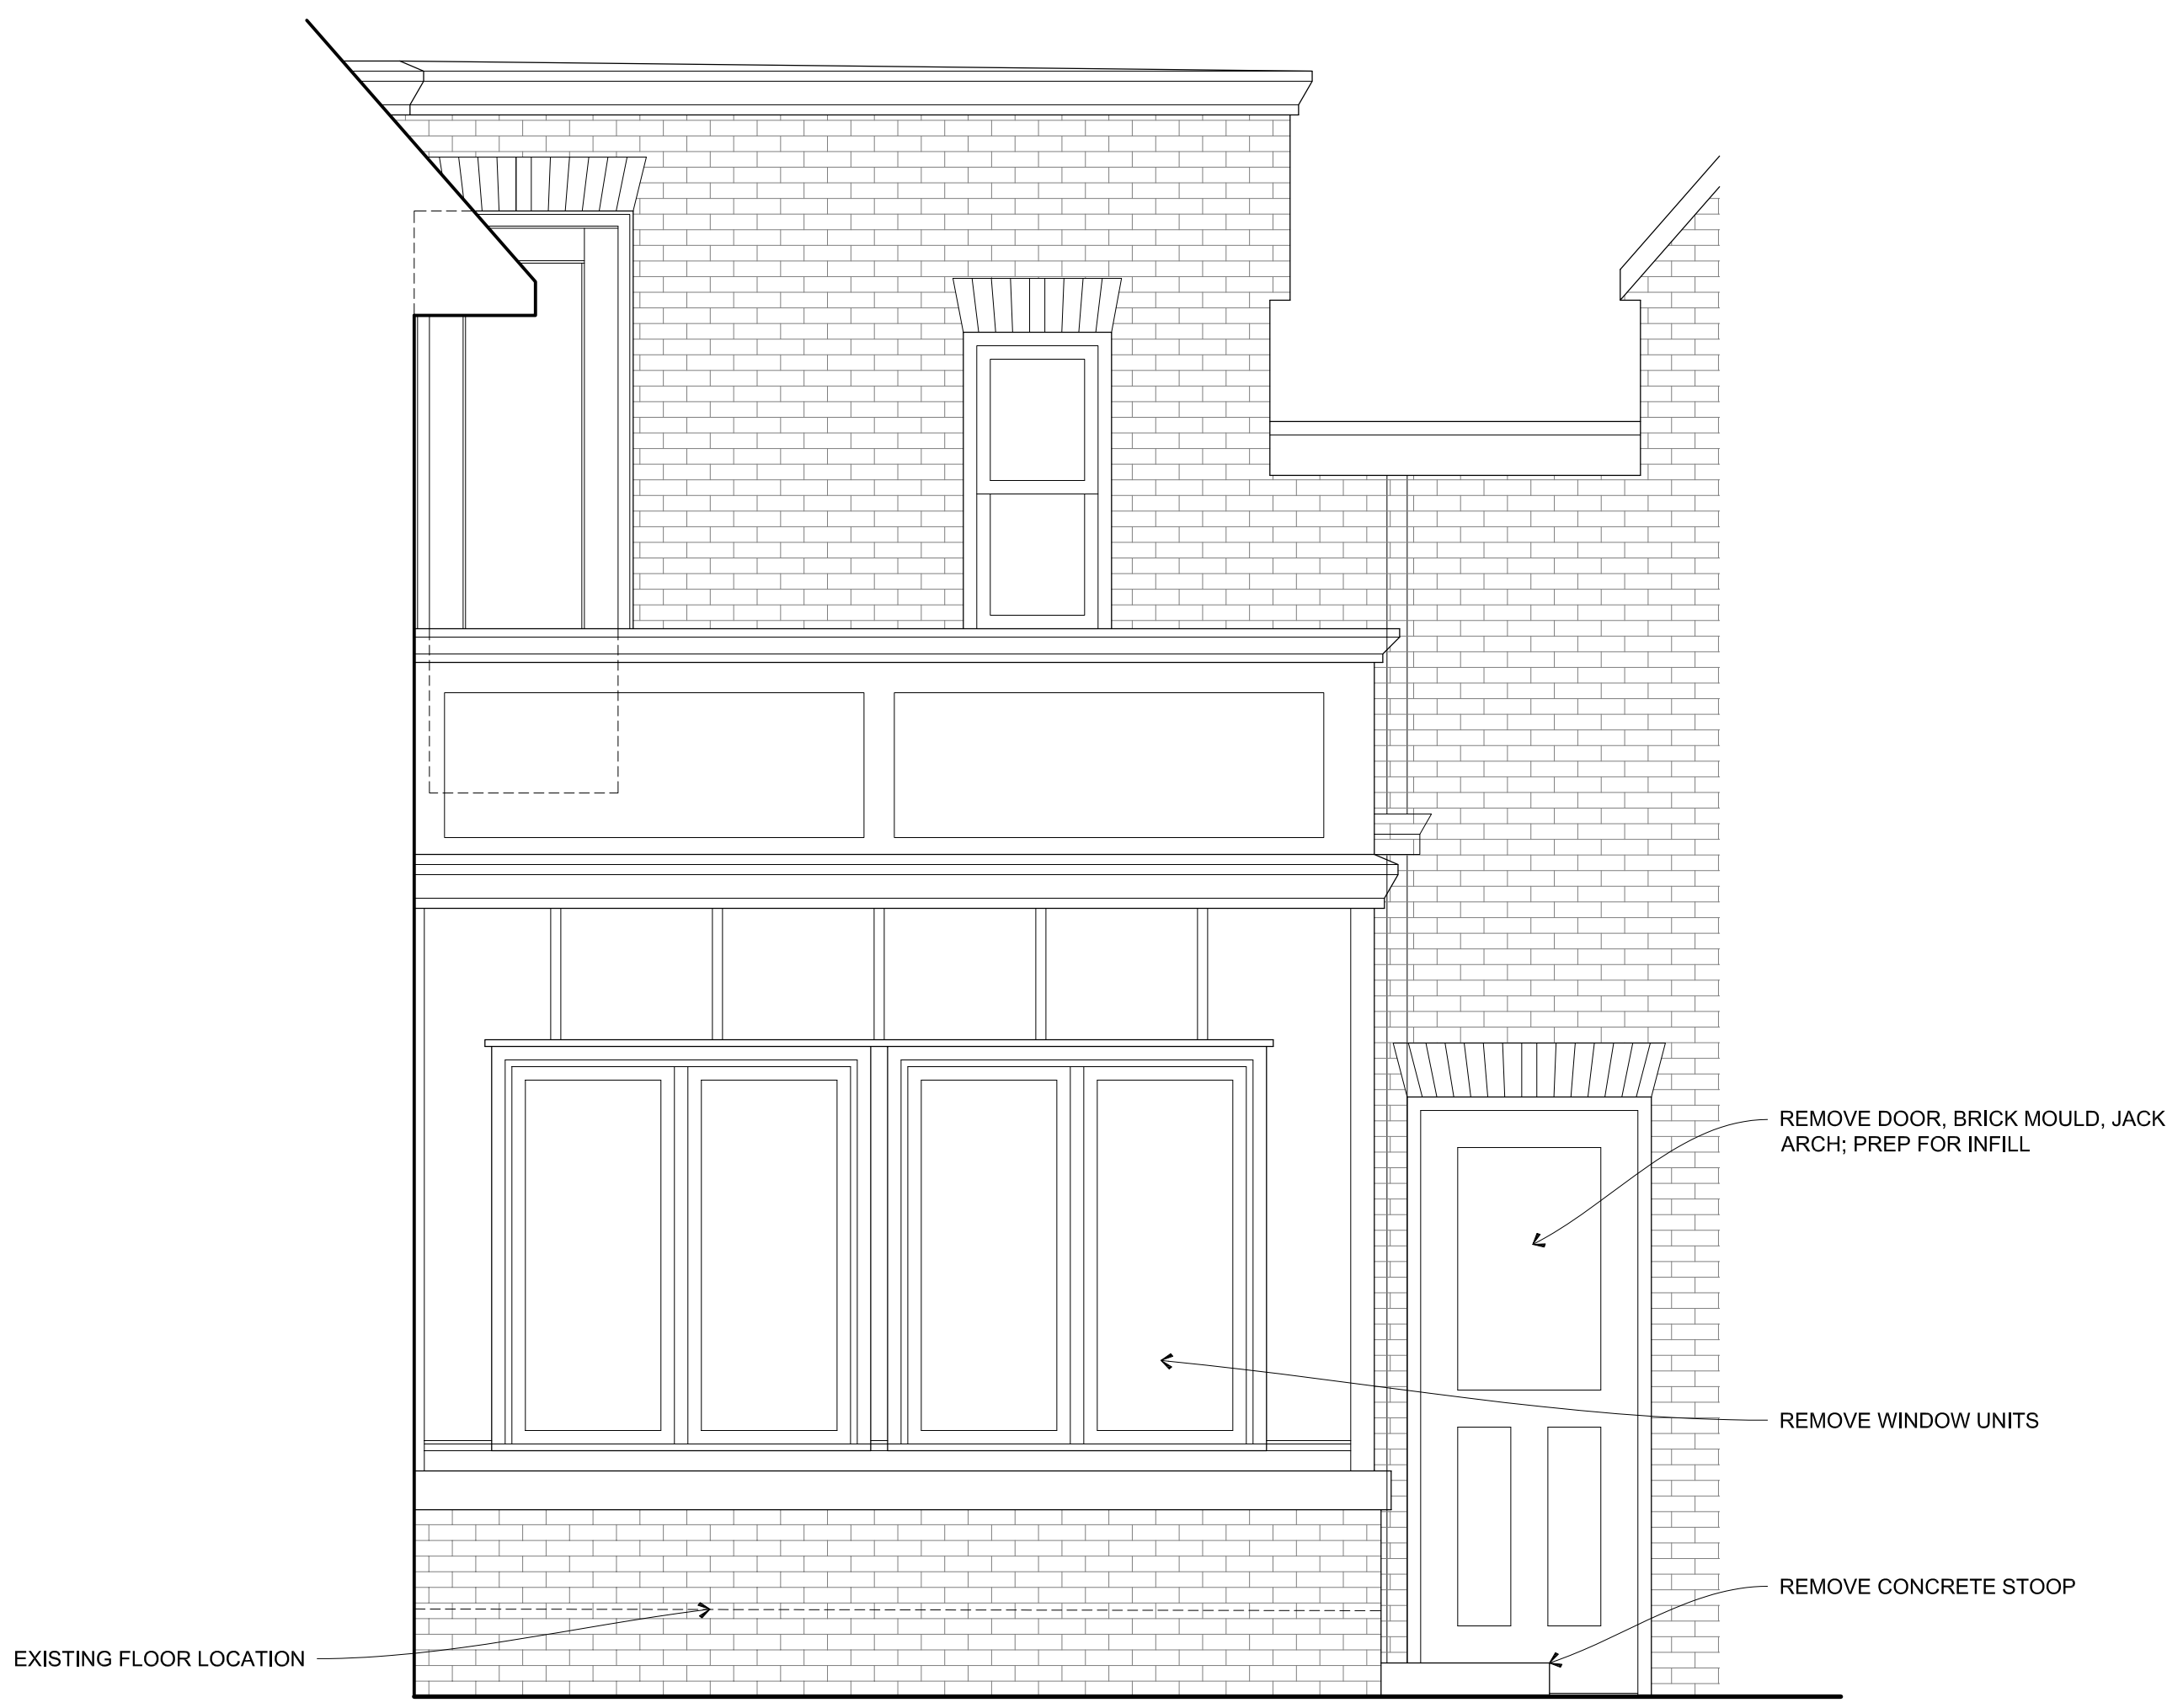 REMOVE DOOR, BRICK MOULD, JACK
ARCH; PREP FOR INFILL
REMOVE WINDOW UNITS
REMOVE CONCRETE STOOP
EXISTING FLOOR LOCATION